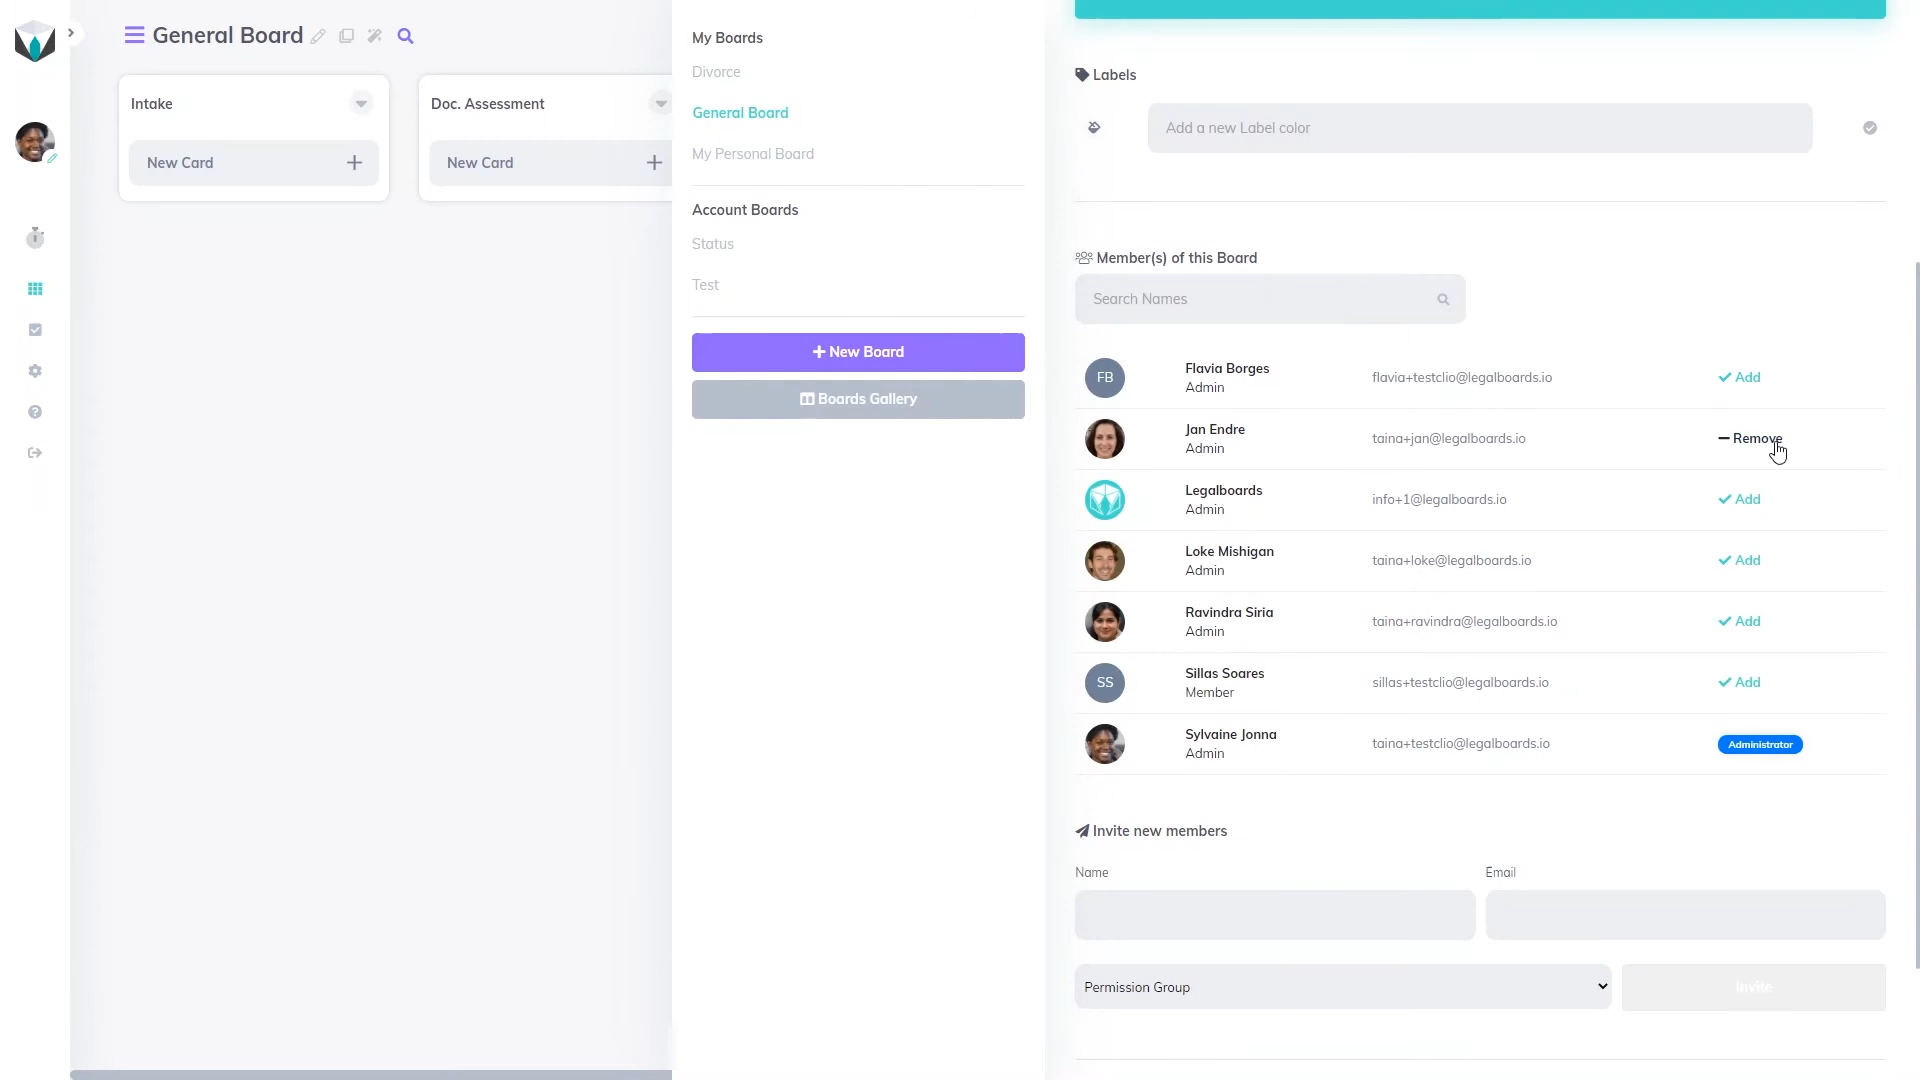 General Board
Intake
New Card
Doc. Assessment
New Card
My Boards
Divorce
General Board
My Personal Board
Account Boards
Status
Test
New Board
Boards Gallery
Labels
Add a new Label color
Member(s) of this Board
Search Names
FB
Flavia Borges
Admin
flavia+testclio@legalboards.io
Add
Jan Endre
Admin
taina+jan@legalboards.io
Remove
Legalboards
Admin
info+1@legalboards.io
Add
Loke Mishigan
Admin
taina+loke@legalboards.io
Add
Ravindra Siria
Admin
taina+ravindra@legalboards.io
Add
SS
Sillas Soares
Member
sillas+testclio@legalboards.io
Add
Sylvaine Jonna
Admin
taina+testclio@legalboards.io
Administrator
Invite new members
Name
Email
Permission Group
Invite